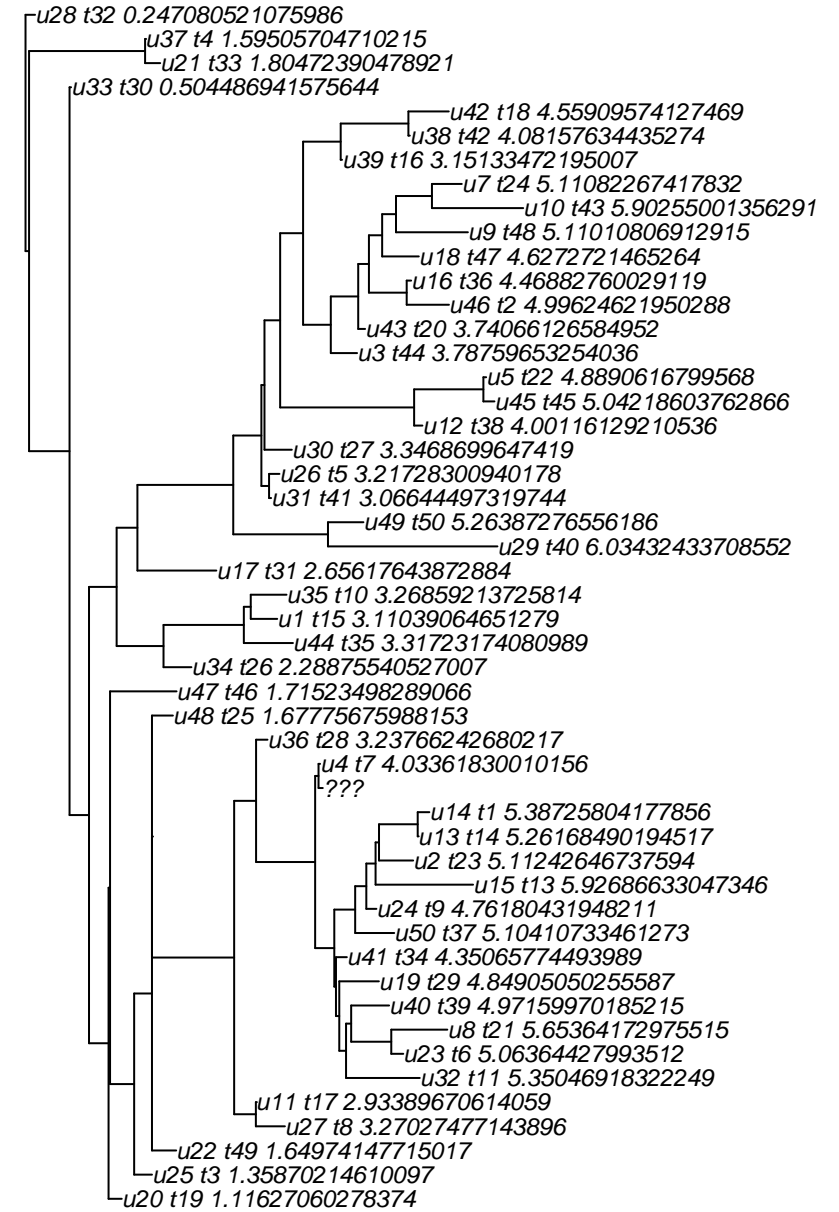 u28 t32 0.247080521075986
u37 t4 1.59505704710215
u21 t33 1.80472390478921
u33 t30 0.504486941575644
u42 t18 4.55909574127469
u38 t42 4.08157634435274
u39 t16 3.15133472195007
u7 t24 5.11082267417832
u10 t43 5.90255001356291
u9 t48 5.11010806912915
u18 t47 4.6272721465264
u16 t36 4.46882760029119
u46 t2 4.99624621950288
u43 t20 3.74066126584952
u3 t44 3.78759653254036
u5 t22 4.8890616799568
u45 t45 5.04218603762866
u12 t38 4.00116129210536
u30 t27 3.3468699647419
u26 t5 3.21728300940178
u31 t41 3.06644497319744
u49 t50 5.26387276556186
u29 t40 6.03432433708552
u17 t31 2.65617643872884
u35 t10 3.26859213725814
u1 t15 3.11039064651279
u44 t35 3.31723174080989
u34 t26 2.28875540527007
u47 t46 1.71523498289066
u48 t25 1.67775675988153
u36 t28 3.23766242680217
u4 t7 4.03361830010156
???
u14 t1 5.38725804177856
u13 t14 5.26168490194517
u2 t23 5.11242646737594
u15 t13 5.92686633047346
u24 t9 4.76180431948211
u50 t37 5.10410733461273
u41 t34 4.35065774493989
u19 t29 4.84905050255587
u40 t39 4.97159970185215
u8 t21 5.65364172975515
u23 t6 5.06364427993512
u32 t11 5.35046918322249
u11 t17 2.93389670614059
u27 t8 3.27027477143896
u22 t49 1.64974147715017
u25 t3 1.35870214610097
u20 t19 1.11627060278374